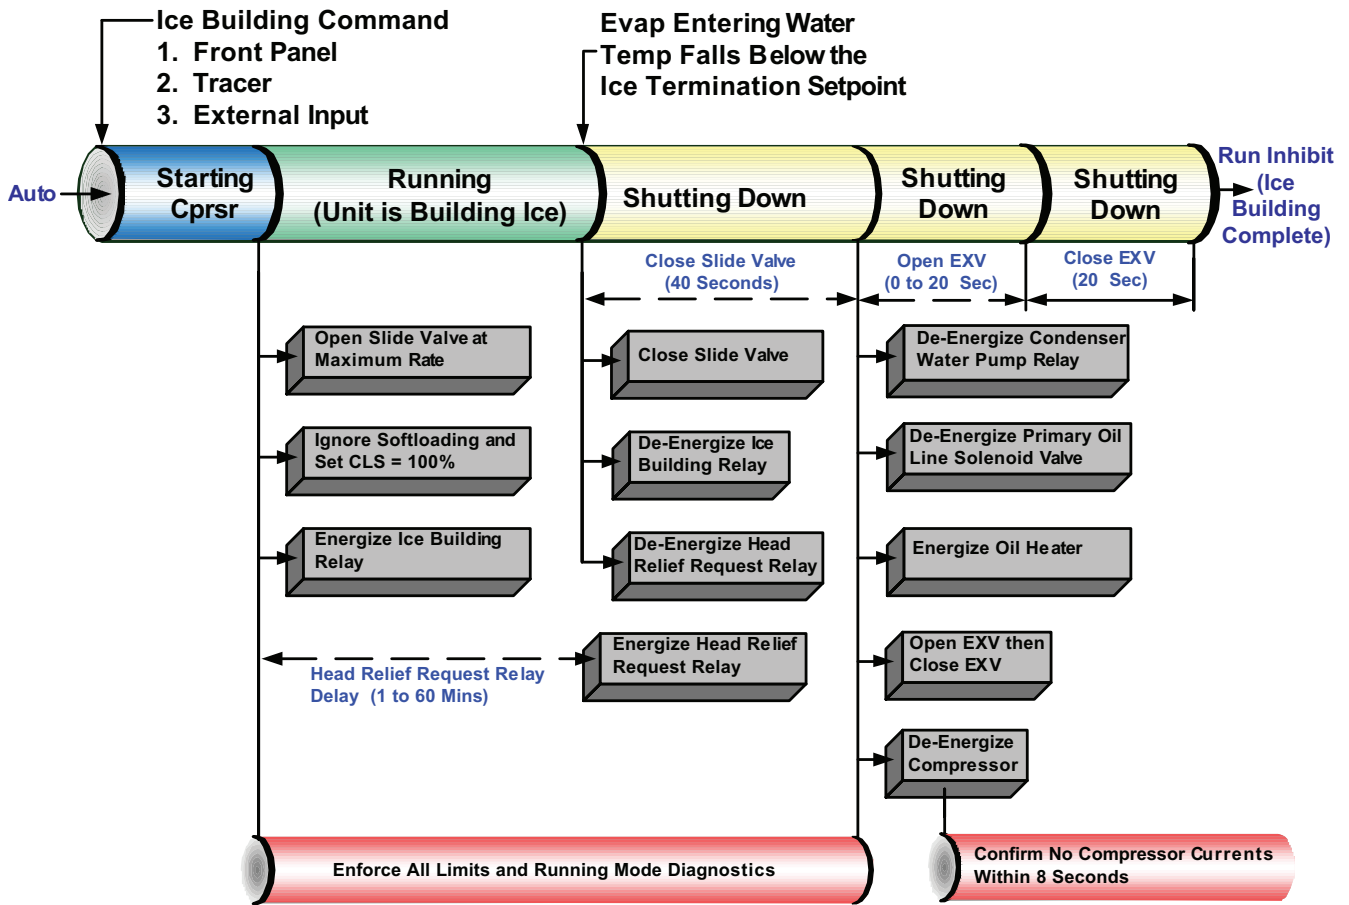 Ice Building Command
1. Front Panel
2. Tracer
3. External Input
Evap Entering Water
Temp Falls Below the
Ice Termination Setpoint
Auto
Starting
Cprsr
Running
(Unit is Building Ice)
Shutting Down
Shutting
Down
Shutting
Down
Run Inhibit
(Ice
Building
Complete)
Close Slide Valve
(40 Seconds)
Open EXV
(0 to 20 Sec)
Close EXV
(20 Sec)
Open Slide Valve at
Maximum Rate
Ignore Softloading and
Set CLS = 100%
Energize Ice Building
Relay
Head Relief Request Relay
Delay (1 to 60 Mins)
Close Slide Valve
De-Energize Ice
Building Relay
De-Energize Head
Relief Request Relay
Energize Head Relief
Request Relay
De-Energize Condenser
Water Pump Relay
De-Energize Primary Oil
Line Solenoid Valve
Energize Oil Heater
Open EXV then
Close EXV
De-Energize
Compressor
Enforce All Limits and Running Mode Diagnostics
Confirm No Compressor Currents
Within 8 Seconds